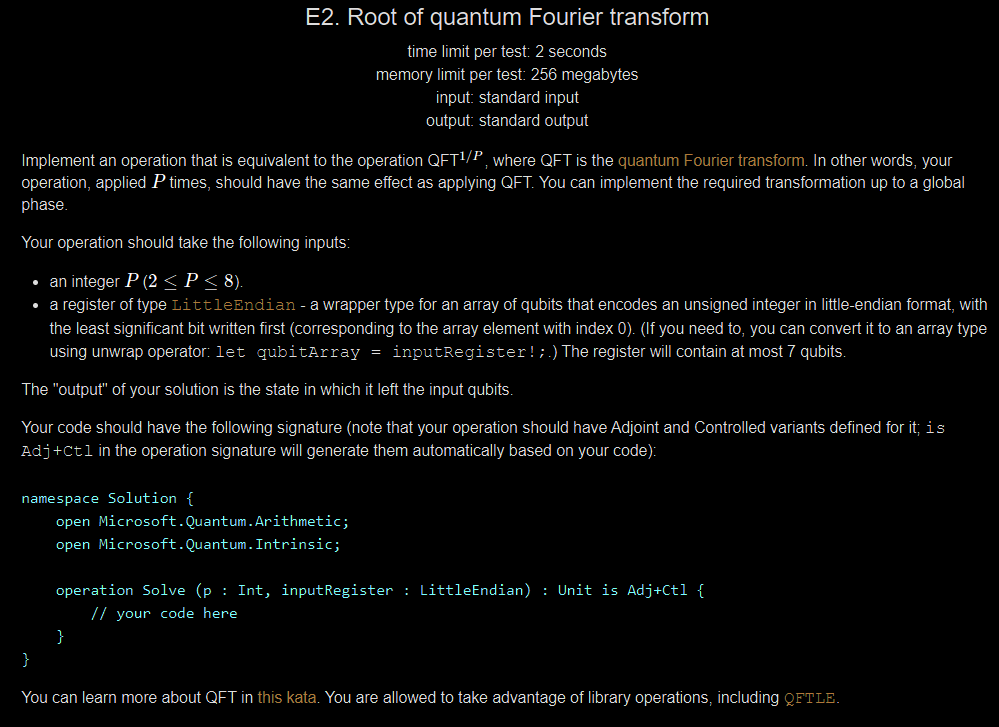 E2. Root of quantum Fourier transform
time limit per test: 2 seconds
memory limit per test: 256 megabytes
input: standard input
output: standard output
Implement an operation that is equivalent to the operation QFT^{1/P}, where QFT is the quantum Fourier transform. In other words, your
operation, applied P times, should have the same effect as applying QFT. You can implement the required transformation up to a global
phase.
Your operation should take the following inputs:
• an integer P (2 ≤ P ≤ 8).
• a register of type LittleEndian - a wrapper type for an array of qubits that encodes an unsigned integer in little-endian format, with
the least significant bit written first (corresponding to the array element with index 0). (If you need to, you can convert it to an array type
using unwrap operator: let qubitArray = inputRegister!;.) The register will contain at most 7 qubits.
The "output" of your solution is the state in which it left the input qubits.
Your code should have the following signature (note that your operation should have Adjoint and Controlled variants defined for it; is
Adj+Ctl in the operation signature will generate them automatically based on your code):
namespace Solution {
    open Microsoft.Quantum.Arithmetic;
    open Microsoft.Quantum.Intrinsic;
    operation Solve (p : Int, inputRegister : LittleEndian) : Unit is Adj+Ctl {
        // your code here
    }
}
You can learn more about QFT in this kata. You are allowed to take advantage of library operations, including QFTLE.